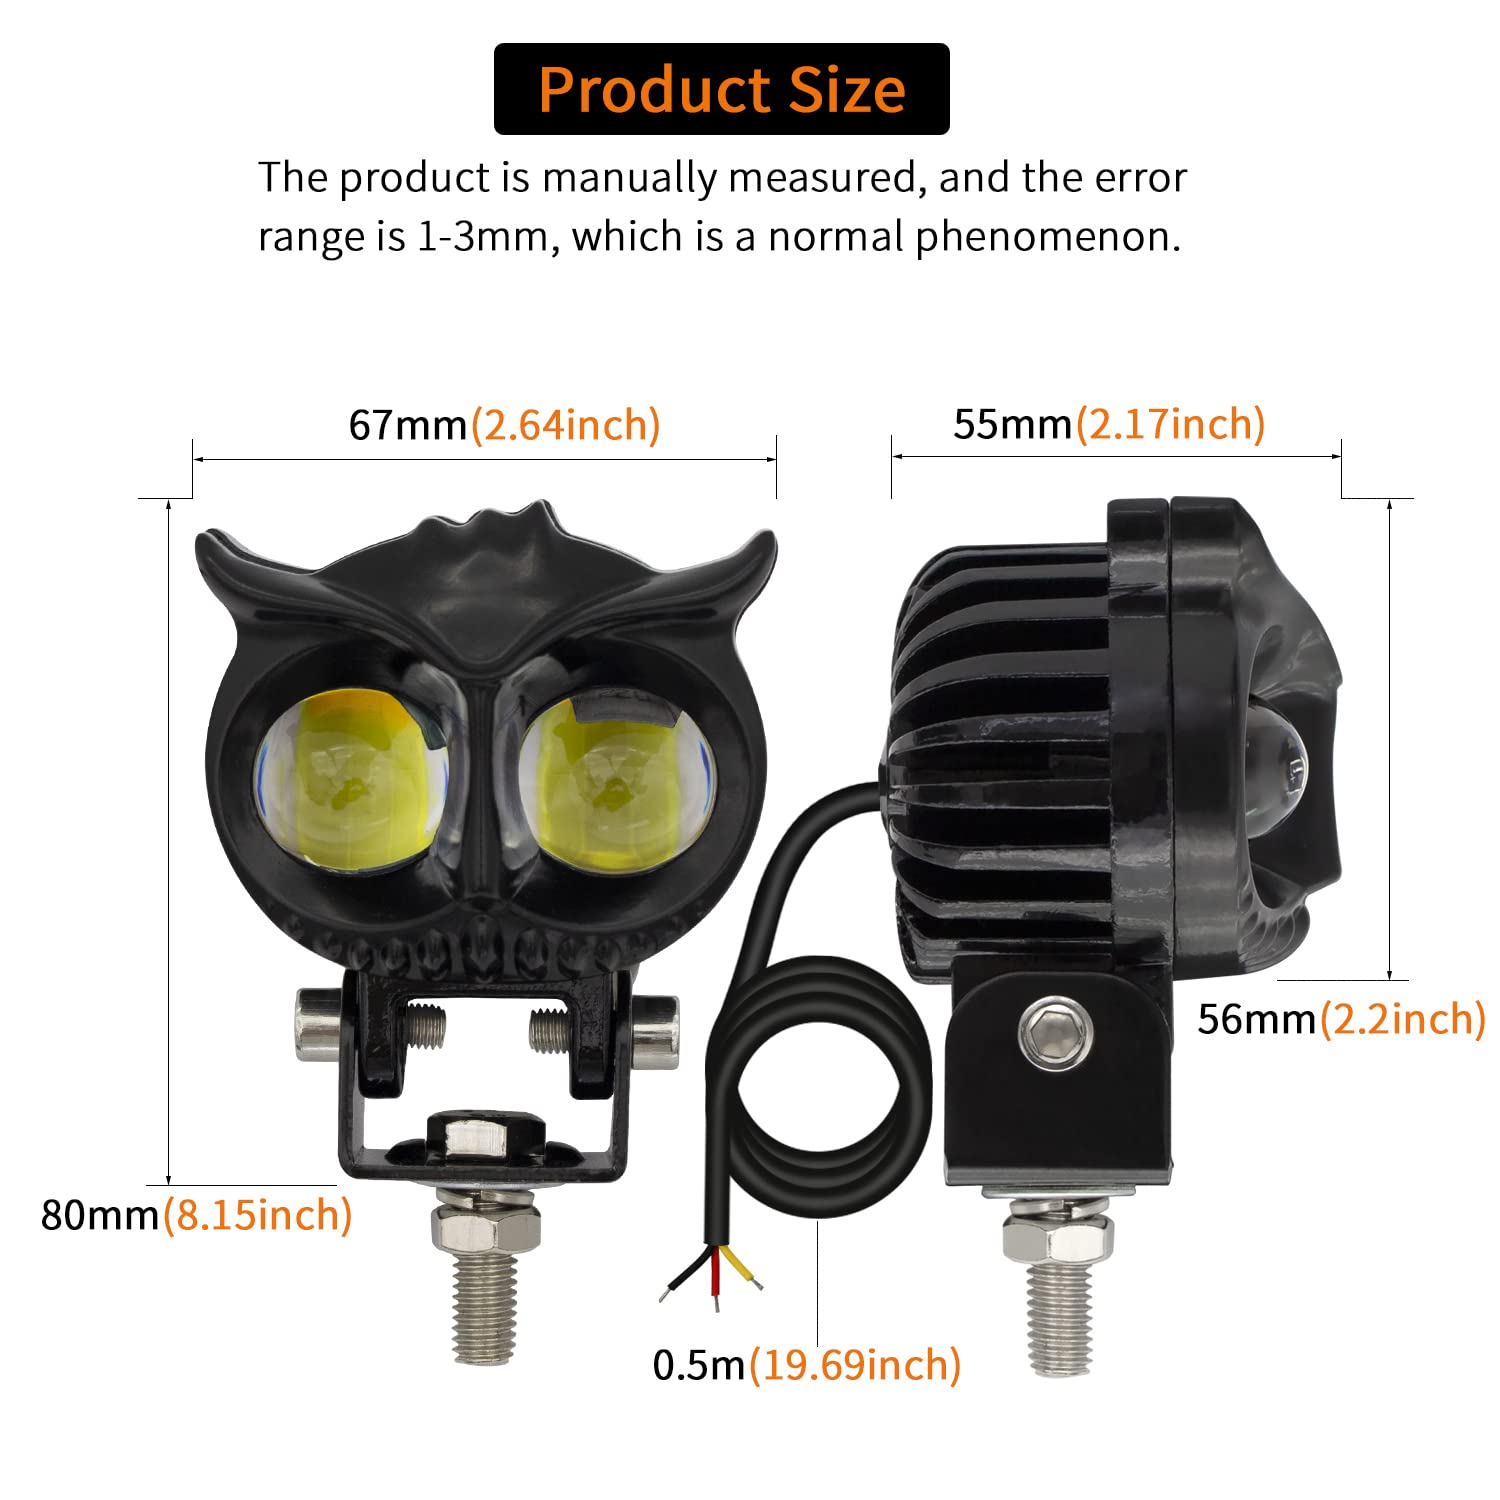 Product Size
The product is manually measured, and the error
range is 1-3mm, which is a normal phenomenon.
67mm(2.64inch)
55mm(2.17inch)
56mm(2.2inch)
80mm(8.15inch)
0.5m(19.69inch)